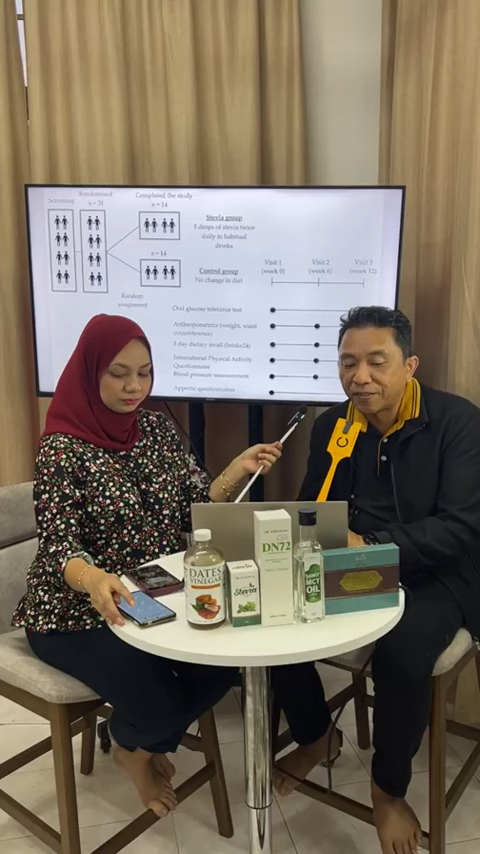 Screening
Randomised
n = 31
Completed the study
n = 14
Stevia group
5 drops of stevia twice
daily in habitual
drinks
n = 14
Control group
No change in diet
Random
assignment
Visit 1
(week 0)
Visit 2
(week 6)
Visit 3
(week 12)
Oral glucose tolerance test
Anthropometrics (weight, waist
circumference)
3 day dietary recall (Intake24)
International Physical Activity
Questionnaire
Blood pressure measurement
Appetite questionnaire
DATES
VINEGAR
Stevia
DN72
MCT
OIL